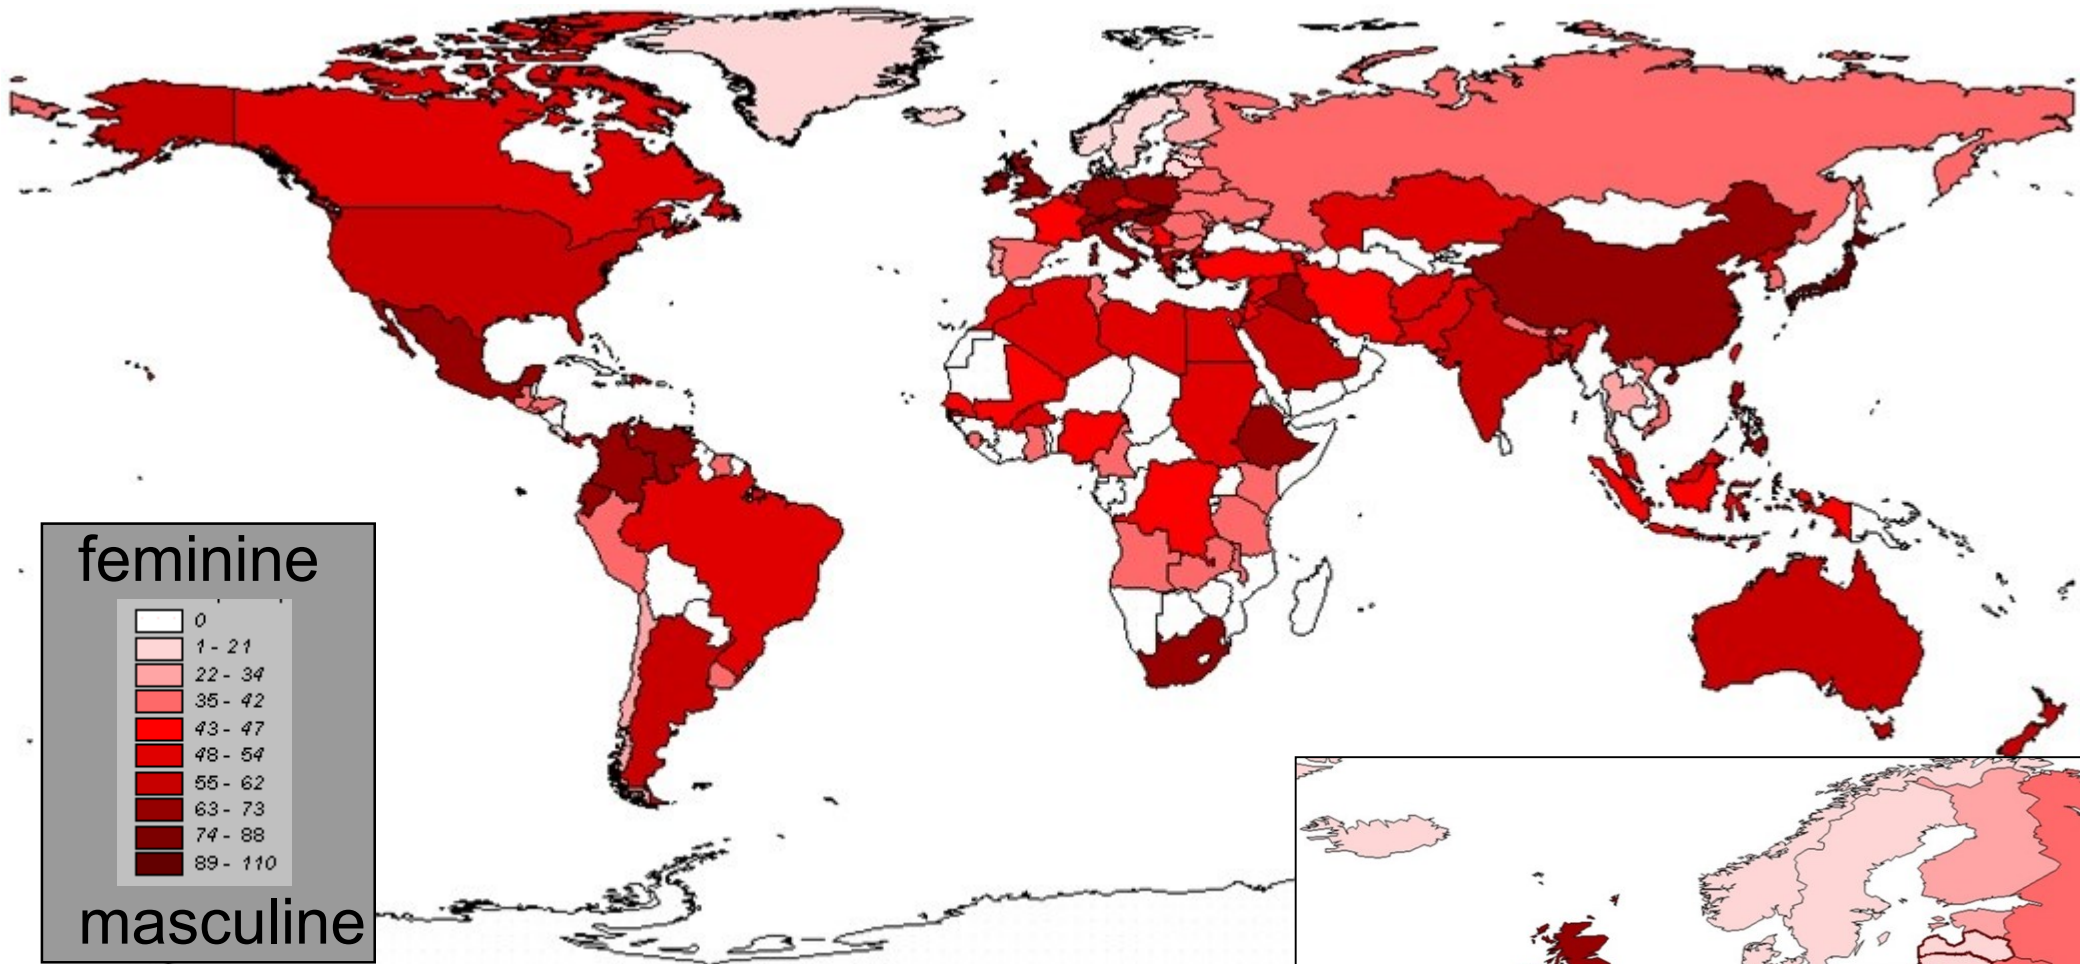 feminine
0
1 - 21
22 - 34
35 - 42
43 - 47
48 - 54
55 - 62
63 - 73
74 - 88
89 - 110
masculine